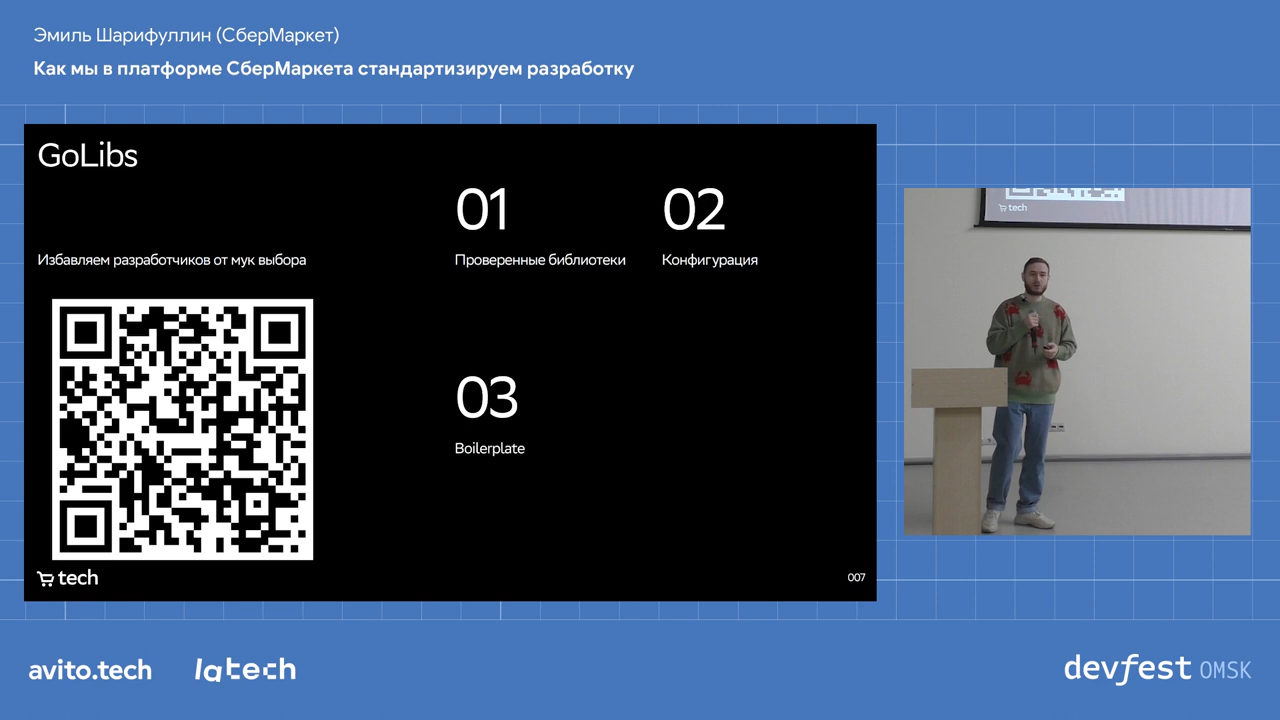 Эмиль Шарифуллин (СберМаркет)
Как мы в платформе СберМаркета стандартизируем разработку
GoLibs
Избавляем разработчиков от мук выбора
01
Проверенные библиотеки
02
Конфигурация
03
Boilerplate
tech
007
tech
avito.tech
latech
devfest OMSK